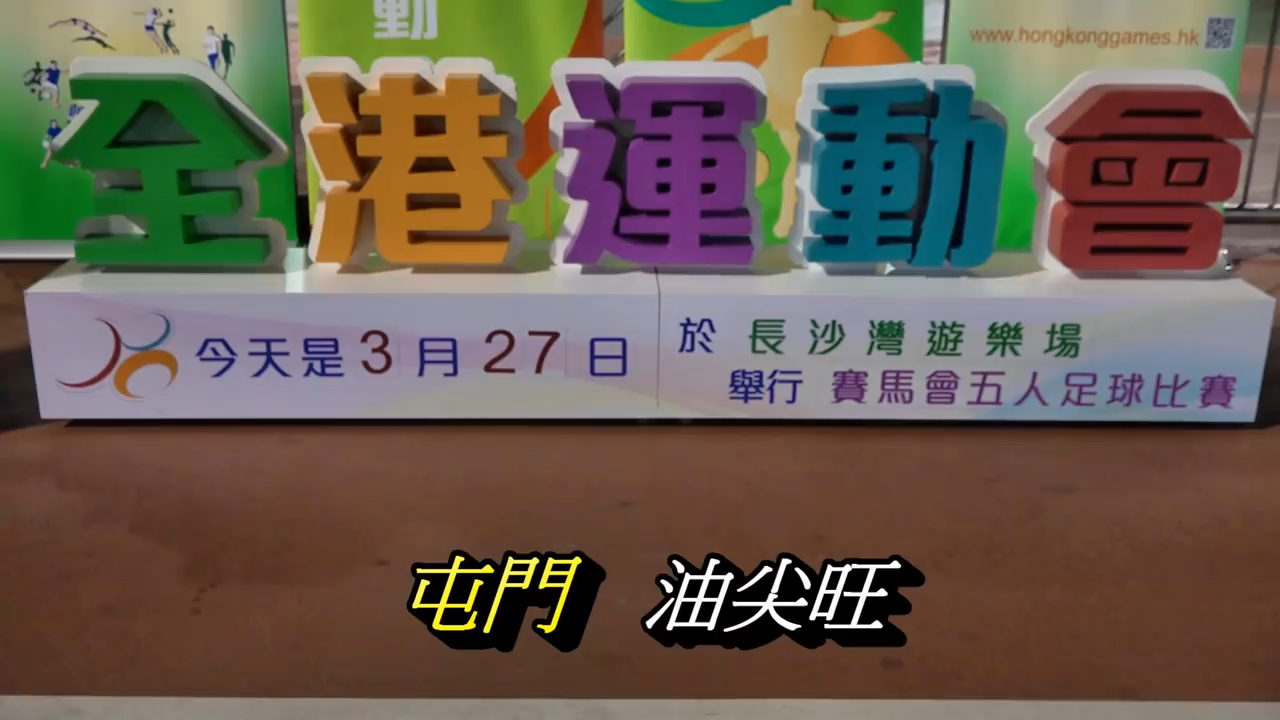 動
www.hongkonggames.hk
全港運動會
今天是3月27日
於 長沙灣遊樂場
舉行 賽馬會五人足球比賽
屯門 油尖旺